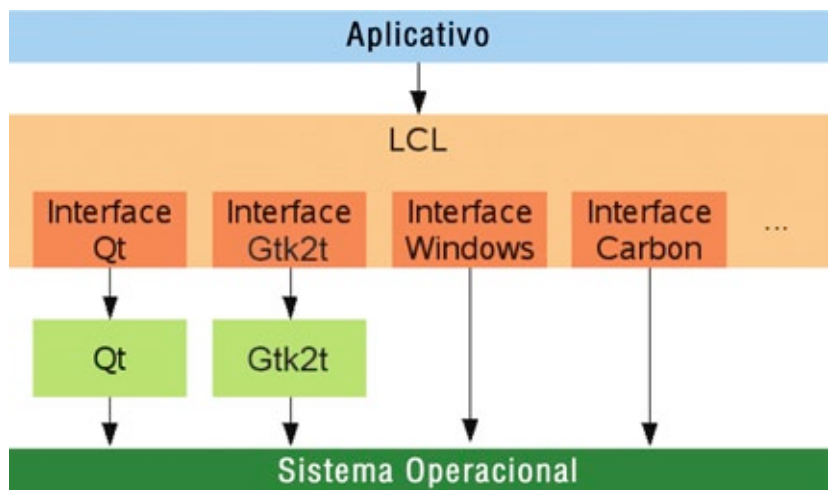 Aplicativo
LCL
Interface
Qt
Interface
Gtk2t
Interface
Windows
Interface
Carbon
...
Qt
Gtk2t
Sistema Operacional